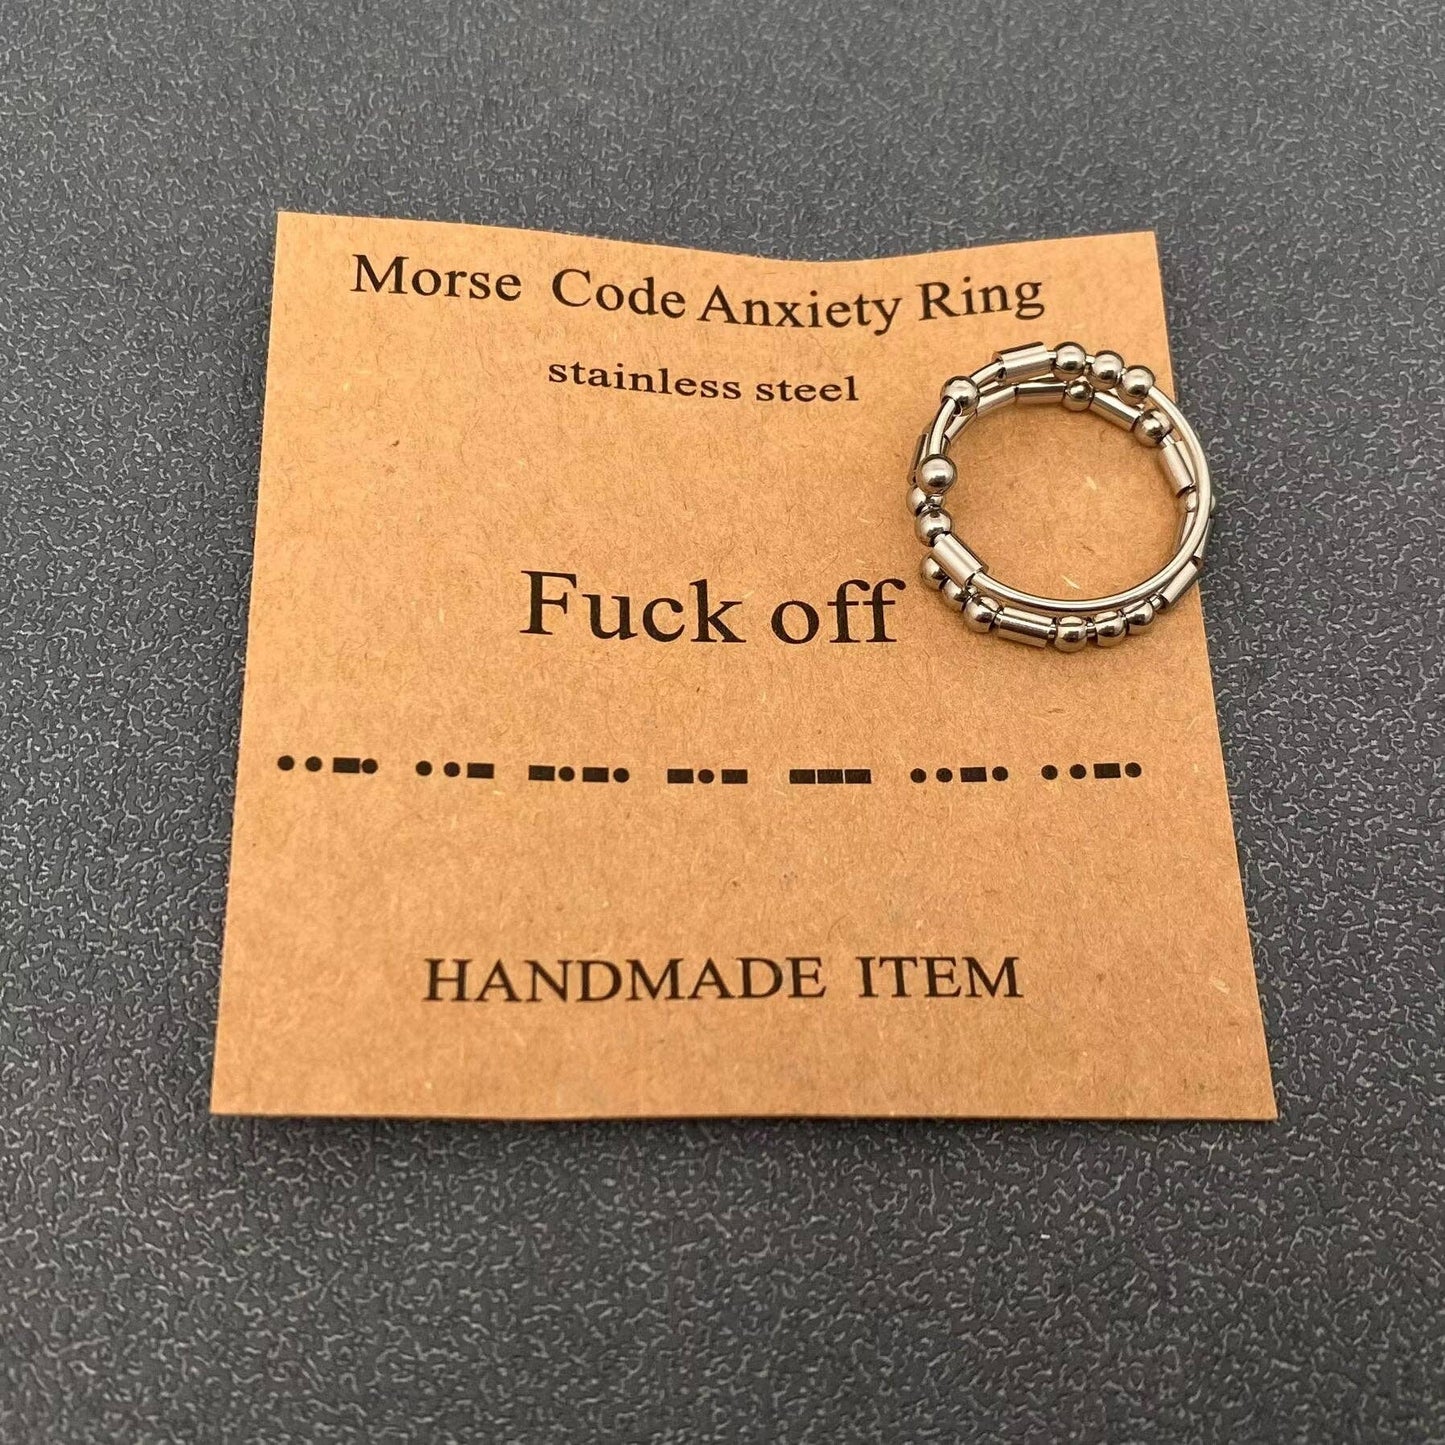 Morse Code Anxiety Ring
stainless steel
Fuck off
••–• ••– –•–• –•– ––– ••–• ••–•
HANDMADE ITEM